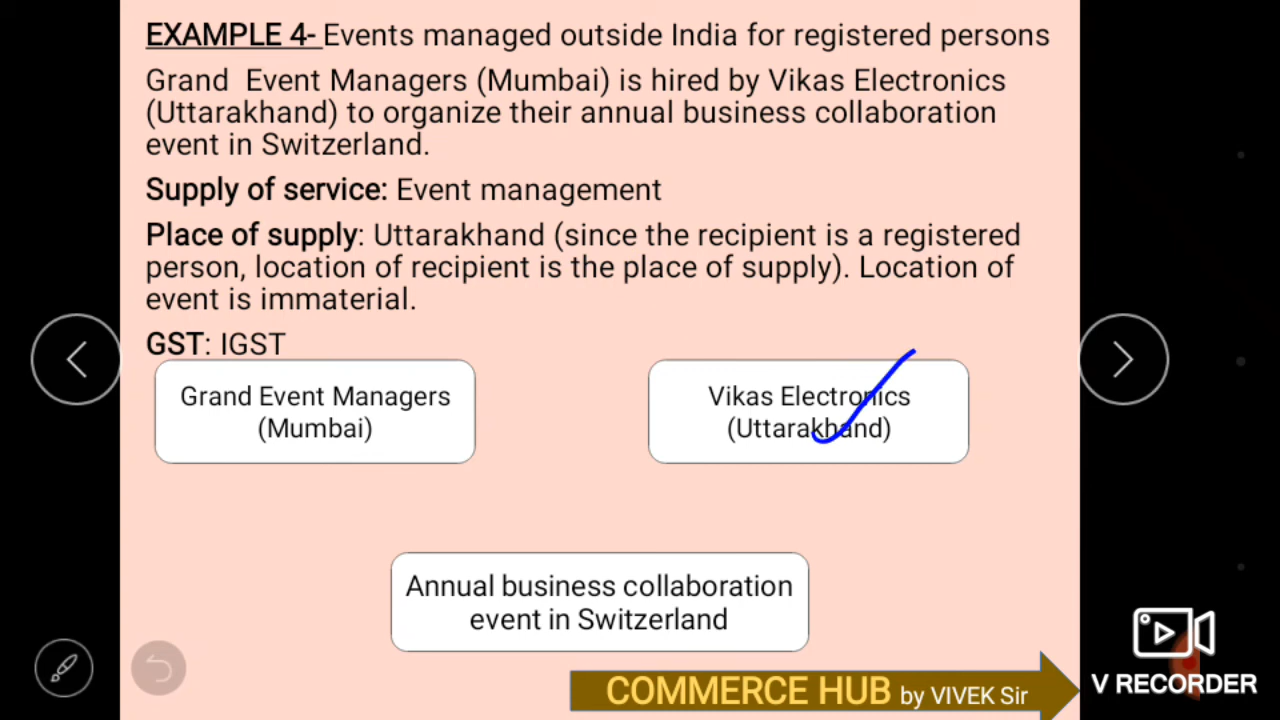 EXAMPLE 4- Events managed outside India for registered persons
Grand Event Managers (Mumbai) is hired by Vikas Electronics
(Uttarakhand) to organize their annual business collaboration
event in Switzerland.
Supply of service: Event management
Place of supply: Uttarakhand (since the recipient is a registered
person, location of recipient is the place of supply). Location of
event is immaterial.
GST: IGST
Grand Event Managers
(Mumbai)
Vikas Electronics
(Uttarakhand)
Annual business collaboration
event in Switzerland
COMMERCE HUB by VIVEK Sir
V RECORDER